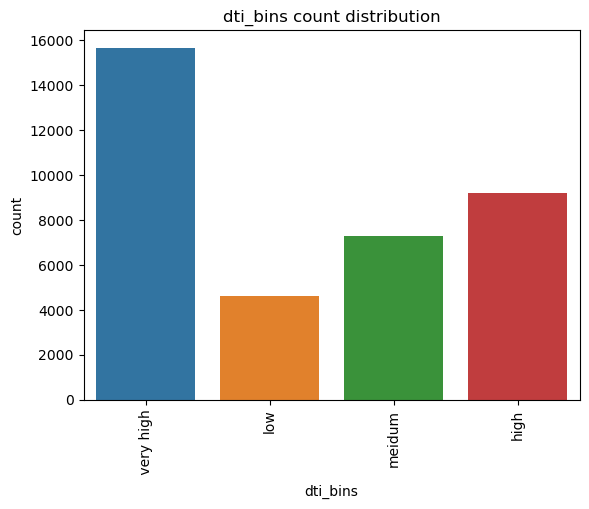 dti_bins count distribution
16000
14000
12000
10000
8000
6000
4000
2000
0
count
very high
low
meidum
high
dti_bins